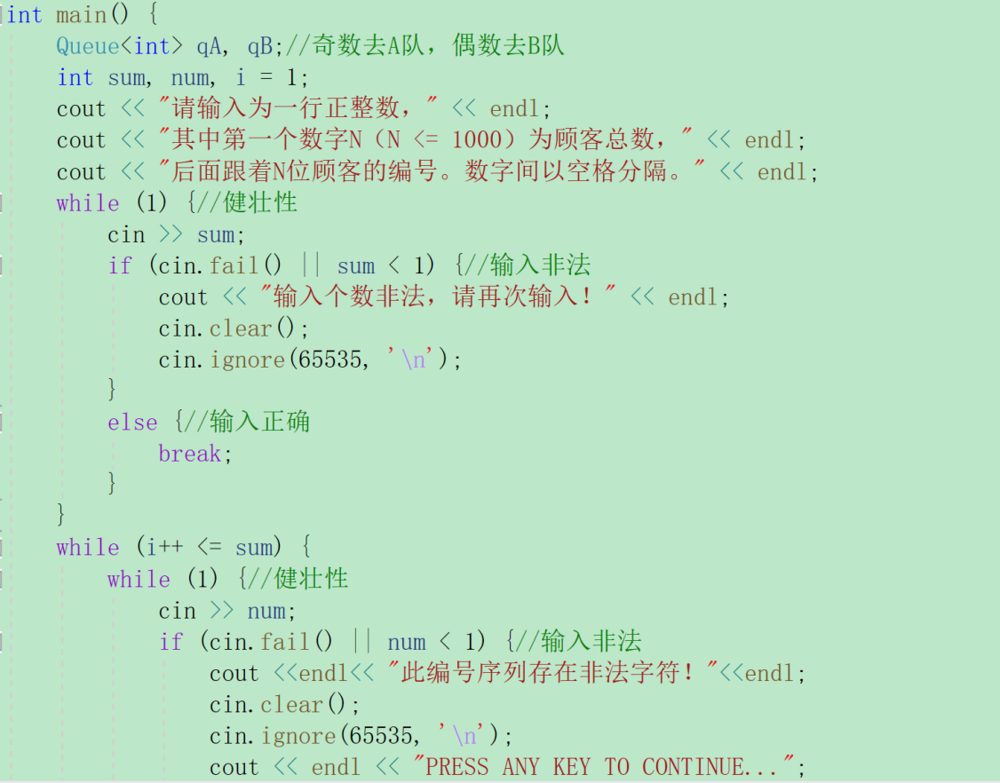 int main() {
Queue<int> qA, qB;//奇数去A队，偶数去B队
int sum, num, i = 1;
cout << "请输入为一行正整数，" << endl;
cout << "其中第一个数字N（N <= 1000）为顾客总数，" << endl;
cout << "后面跟着N位顾客的编号。数字间以空格分隔。" << endl;
while (1) {//健壮性
cin >> sum;
if (cin.fail() || sum < 1) {//输入非法
cout << "输入个数非法，请再次输入！" << endl;
cin.clear();
cin.ignore(65535, '\n');
}
else {//输入正确
break;
}
}
while (i++ <= sum) {
while (1) {//健壮性
cin >> num;
if (cin.fail() || num < 1) {//输入非法
cout <<endl<< "此编号序列存在非法字符！"<<endl;
cin.clear();
cin.ignore(65535, '\n');
cout << endl << "PRESS ANY KEY TO CONTINUE...";